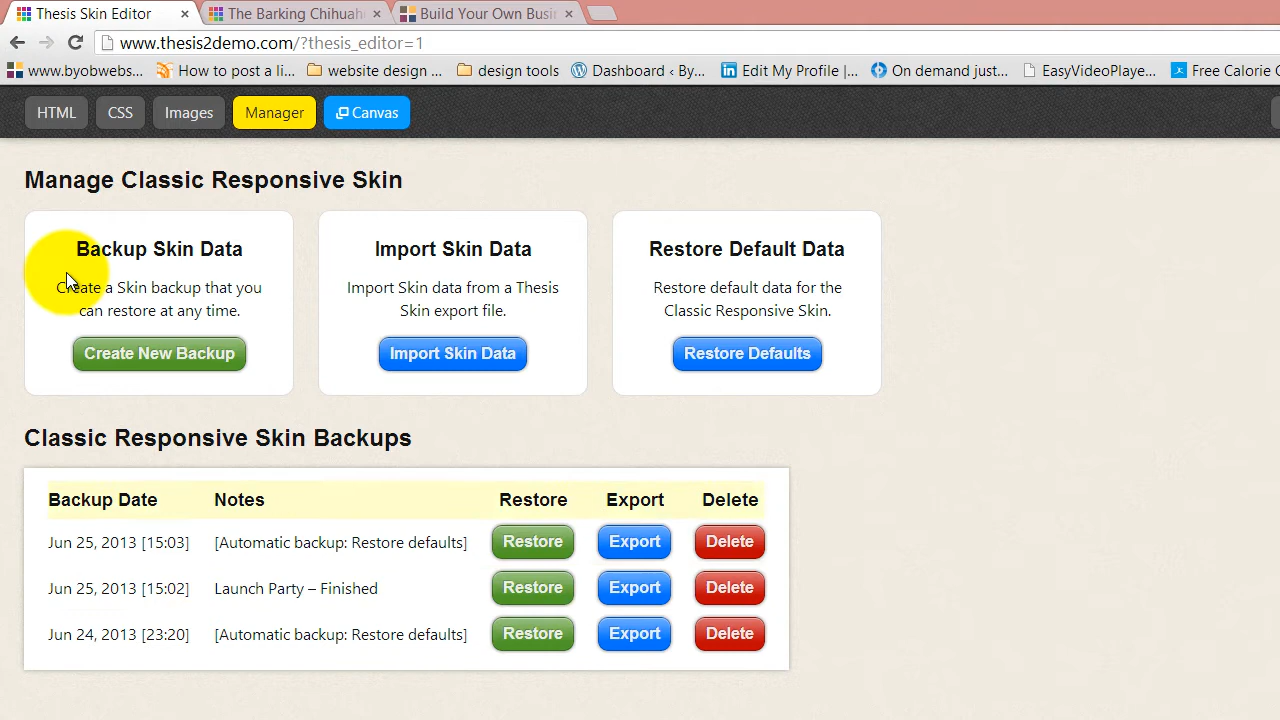 Thesis Skin Editor
The Barking Chihuah
Build Your Own Busi
www.thesis2demo.com/?thesis_editor=1
www.byobwebs...
How to post a li...
website design ...
design tools
Dashboard ‹ By...
Edit My Profile |...
On demand just...
EasyVideoPlaye...
Free Calorie C
HTML
CSS
Images
Manager
Canvas
Manage Classic Responsive Skin
Backup Skin Data
Create a Skin backup that you
can restore at any time.
Create New Backup
Import Skin Data
Import Skin data from a Thesis
Skin export file.
Import Skin Data
Restore Default Data
Restore default data for the
Classic Responsive Skin.
Restore Defaults
Classic Responsive Skin Backups
Backup Date Notes Restore Export Delete
Jun 25, 2013 [15:03] [Automatic backup: Restore defaults] Restore Export Delete
Jun 25, 2013 [15:02] Launch Party – Finished Restore Export Delete
Jun 24, 2013 [23:20] [Automatic backup: Restore defaults] Restore Export Delete